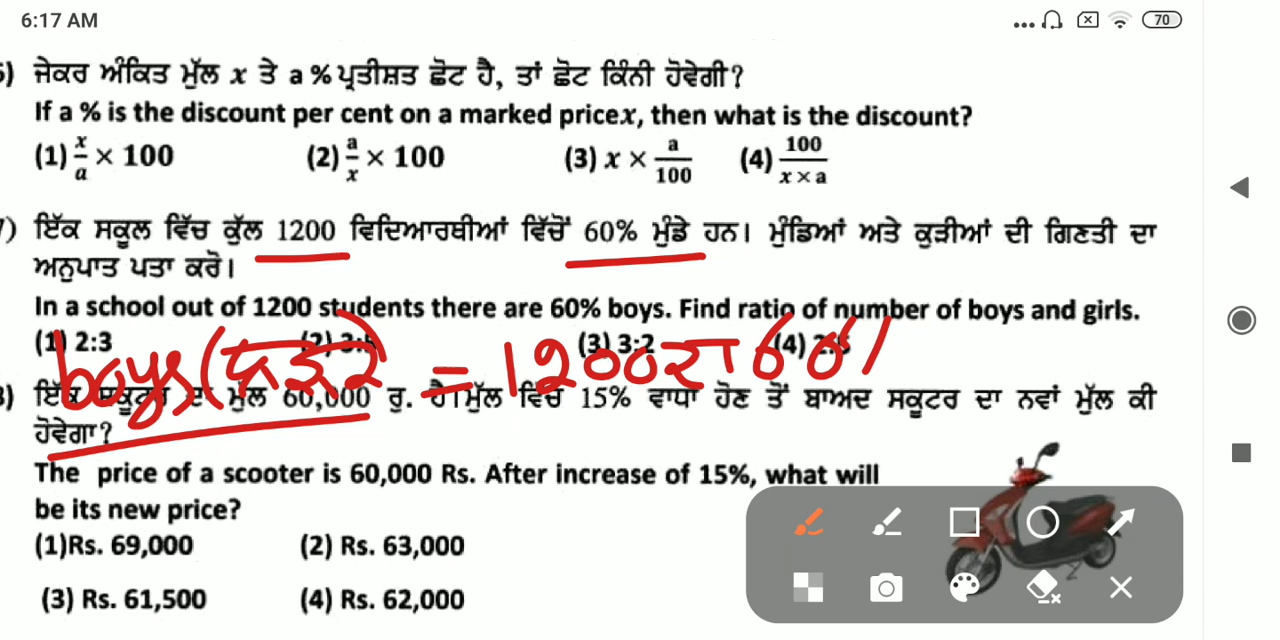 6:17 AM
70
) ਜੇਕਰ ਅੰਕਿਤ ਮੁੱਲ x ਤੇ a % ਪ੍ਰਤੀਸ਼ਤ ਛੋਟ ਹੈ, ਤਾਂ ਛੋਟ ਕਿੰਨੀ ਹੋਵੇਗੀ?
If a % is the discount per cent on a marked pricex, then what is the discount?
(1) x/a × 100 (2) a/x × 100 (3) x × a/100 (4) 100/x × a
) ਇੱਕ ਸਕੂਲ ਵਿੱਚ ਕੁੱਲ 1200 ਵਿਦਿਆਰਥੀਆਂ ਵਿੱਚੋਂ 60% ਮੁੰਡੇ ਹਨ। ਮੁੰਡਿਆਂ ਅਤੇ ਕੁੜੀਆਂ ਦੀ ਗਿਣਤੀ ਦਾ
ਅਨੁਪਾਤ ਪਤਾ ਕਰੋ।
In a school out of 1200 students there are 60% boys. Find ratio of number of boys and girls.
(1) 2:3 (2) (3) 3:2 (4)
boys ( = 1200 60
) ਇੱਕ ਸਕੂਟਰ ਦਾ ਮੁੱਲ 60,000 ਰੁ. ਹੈ।ਮੁੱਲ ਵਿੱਚ 15% ਵਾਧਾ ਹੋਣ ਤੋਂ ਬਾਅਦ ਸਕੂਟਰ ਦਾ ਨਵਾਂ ਮੁੱਲ ਕੀ
ਹੋਵੇਗਾ?
The price of a scooter is 60,000 Rs. After increase of 15%, what will
be its new price?
(1)Rs. 69,000 (2) Rs. 63,000
(3) Rs. 61,500 (4) Rs. 62,000